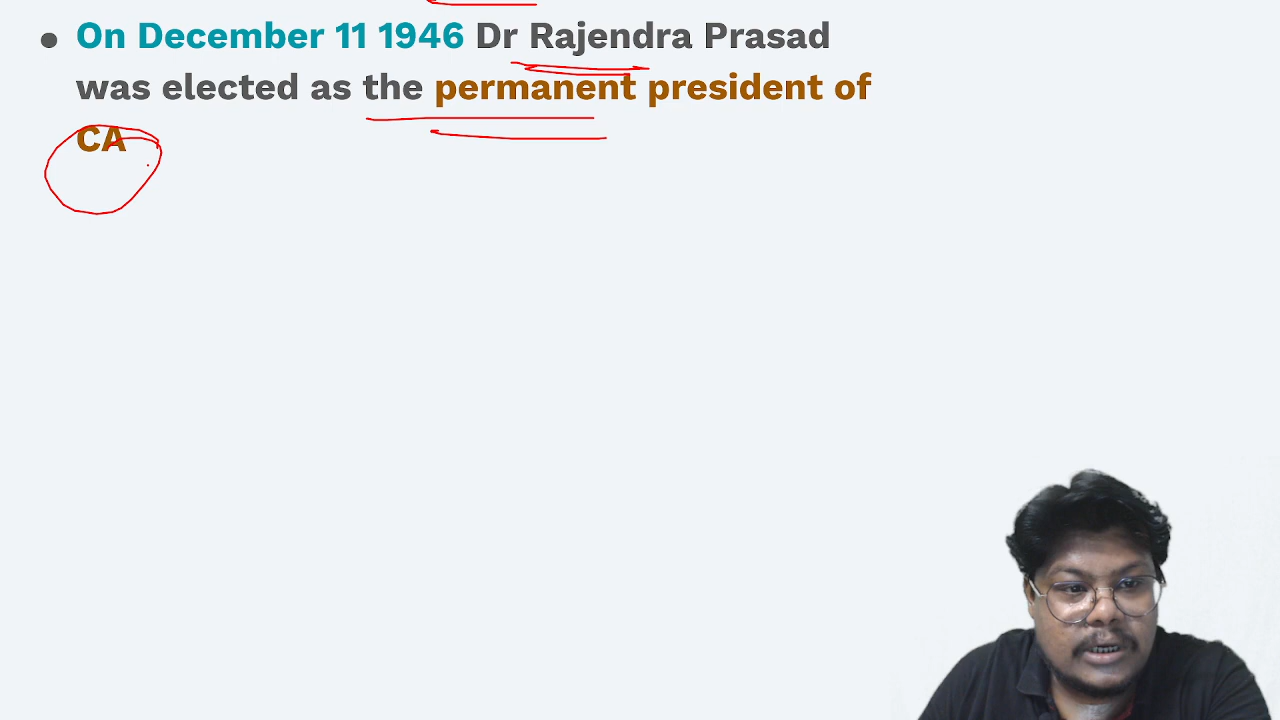 On December 11 1946 Dr Rajendra Prasad
was elected as the permanent president of
CA